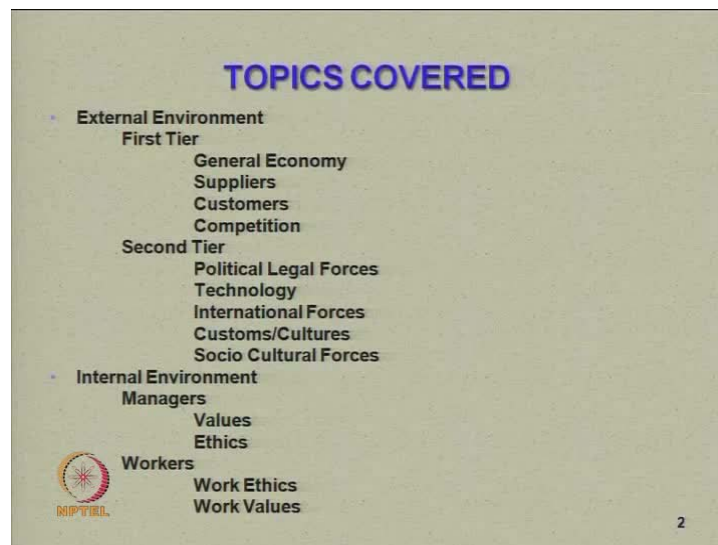 TOPICS COVERED
External Environment
First Tier
General Economy
Suppliers
Customers
Competition
Second Tier
Political Legal Forces
Technology
International Forces
Customs/Cultures
Socio Cultural Forces
Internal Environment
Managers
Values
Ethics
Workers
Work Ethics
Work Values
NPTEL
2